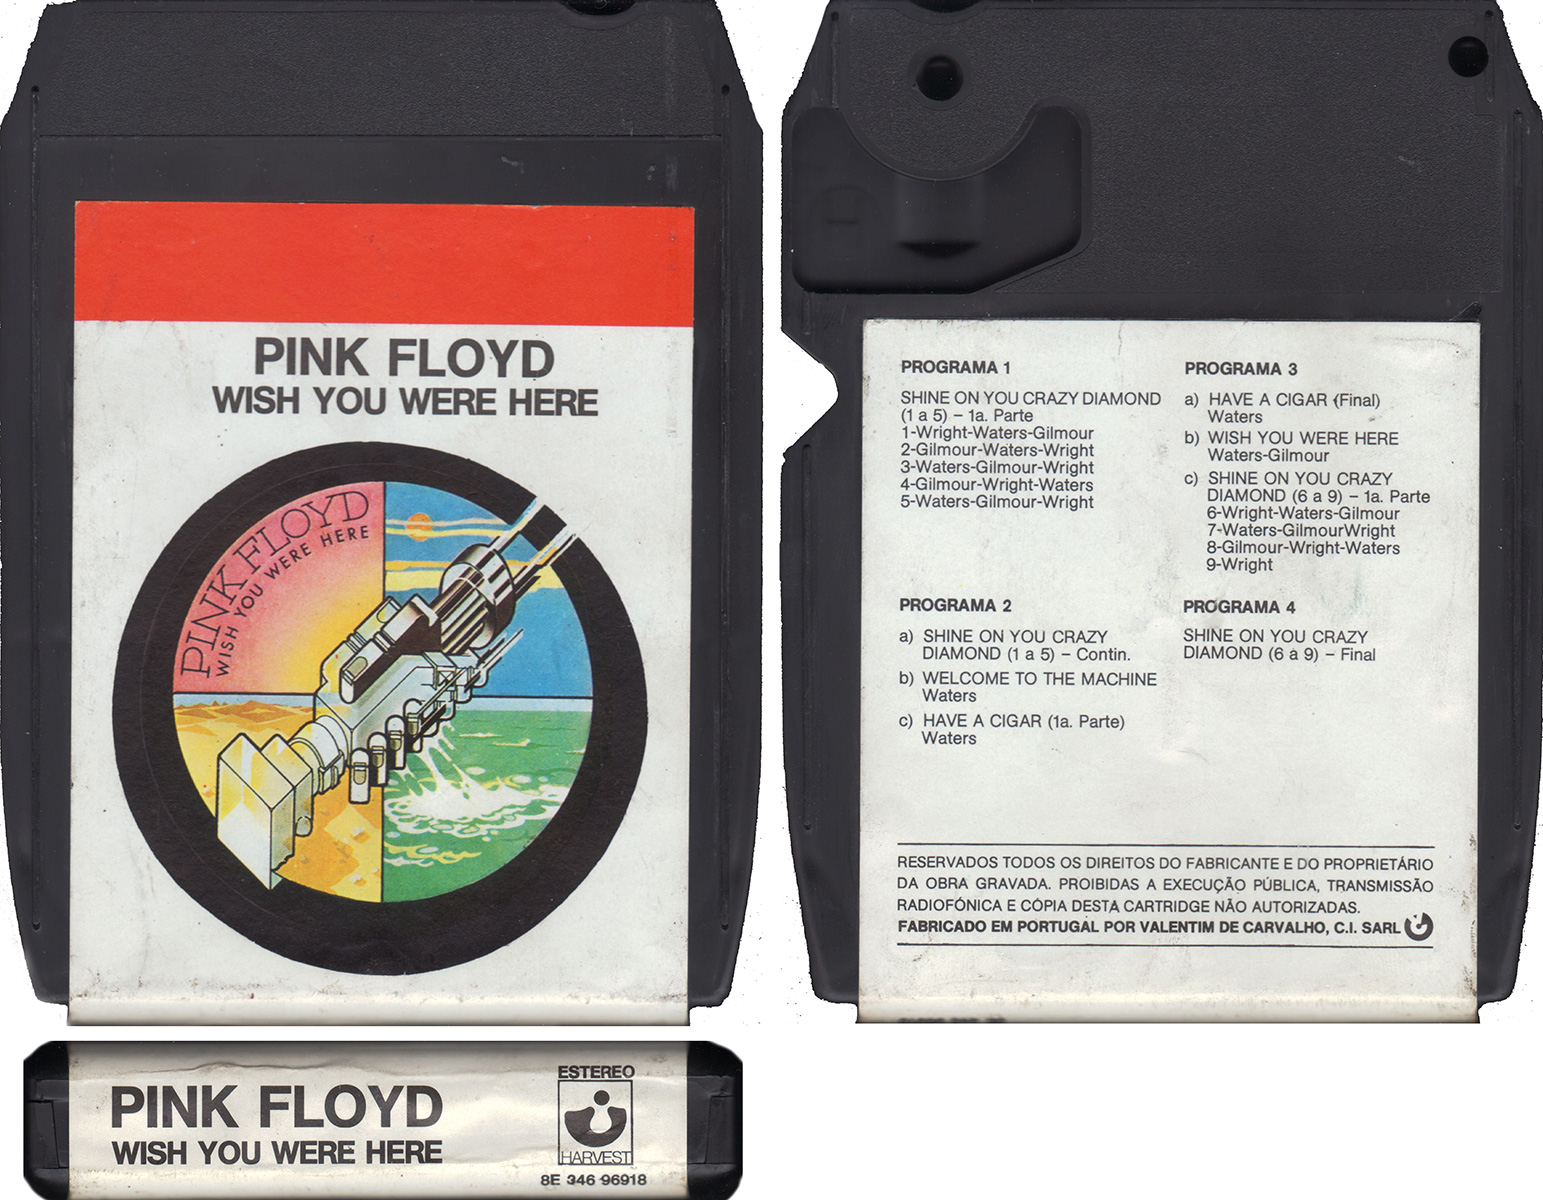 PINK FLOYD
WISH YOU WERE HERE
PINK FLOYD
WISH YOU WERE HERE
PROGRAMA 1
SHINE ON YOU CRAZY DIAMOND
(1 a 5) – 1a. Parte
1-Wright-Waters-Gilmour
2-Gilmour-Waters-Wright
3-Waters-Gilmour-Wright
4-Gilmour-Wright-Waters
5-Waters-Gilmour-Wright
PROGRAMA 2
a) SHINE ON YOU CRAZY
DIAMOND (1 a 5) – Contin.
b) WELCOME TO THE MACHINE
Waters
c) HAVE A CIGAR (1a. Parte)
Waters
PROGRAMA 3
a) HAVE A CIGAR (Final)
Waters
b) WISH YOU WERE HERE
Waters-Gilmour
c) SHINE ON YOU CRAZY
DIAMOND (6 a 9) – 1a. Parte
6-Wright-Waters-Gilmour
7-Waters-GilmourWright
8-Gilmour-Wright-Waters
9-Wright
PROGRAMA 4
SHINE ON YOU CRAZY
DIAMOND (6 a 9) – Final
RESERVADOS TODOS OS DIREITOS DO FABRICANTE E DO PROPRIETÁRIO
DA OBRA GRAVADA. PROIBIDAS A EXECUÇÃO PÚBLICA, TRANSMISSÃO
RADIOFÓNICA E CÓPIA DESTA CARTRIDGE NÃO AUTORIZADAS.
FABRICADO EM PORTUGAL POR VALENTIM DE CARVALHO, C.I. SARL
PINK FLOYD
WISH YOU WERE HERE
ESTEREO
HARVEST
8E 346 96918